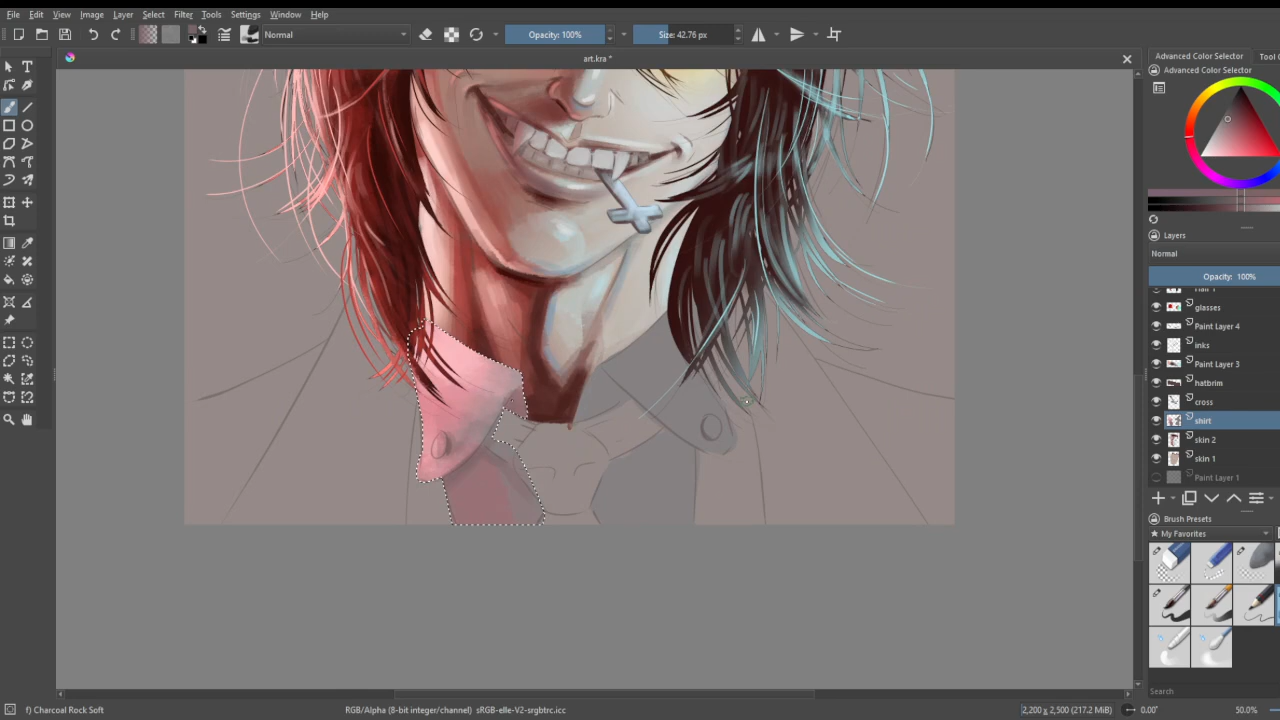 File Edit View Image Layer Select Filter Tools Settings Window Help
Normal Opacity: 100% Size: 42.76 px
art.kra *
Advanced Color Selector Tool
Advanced Color Selector
Layers
Normal
Opacity: 100%
glasses
Paint Layer 4
inks
Paint Layer 3
hatbrim
cross
shirt
skin 2
skin 1
Paint Layer 1
Brush Presets
★ My Favorites
Search
f) Charcoal Rock Soft RGB/Alpha (8-bit integer/channel) sRGB-elle-V2-srgbtrc.icc 2,200 x 2,500 (217.2 MiB) 0.00° 50.0%